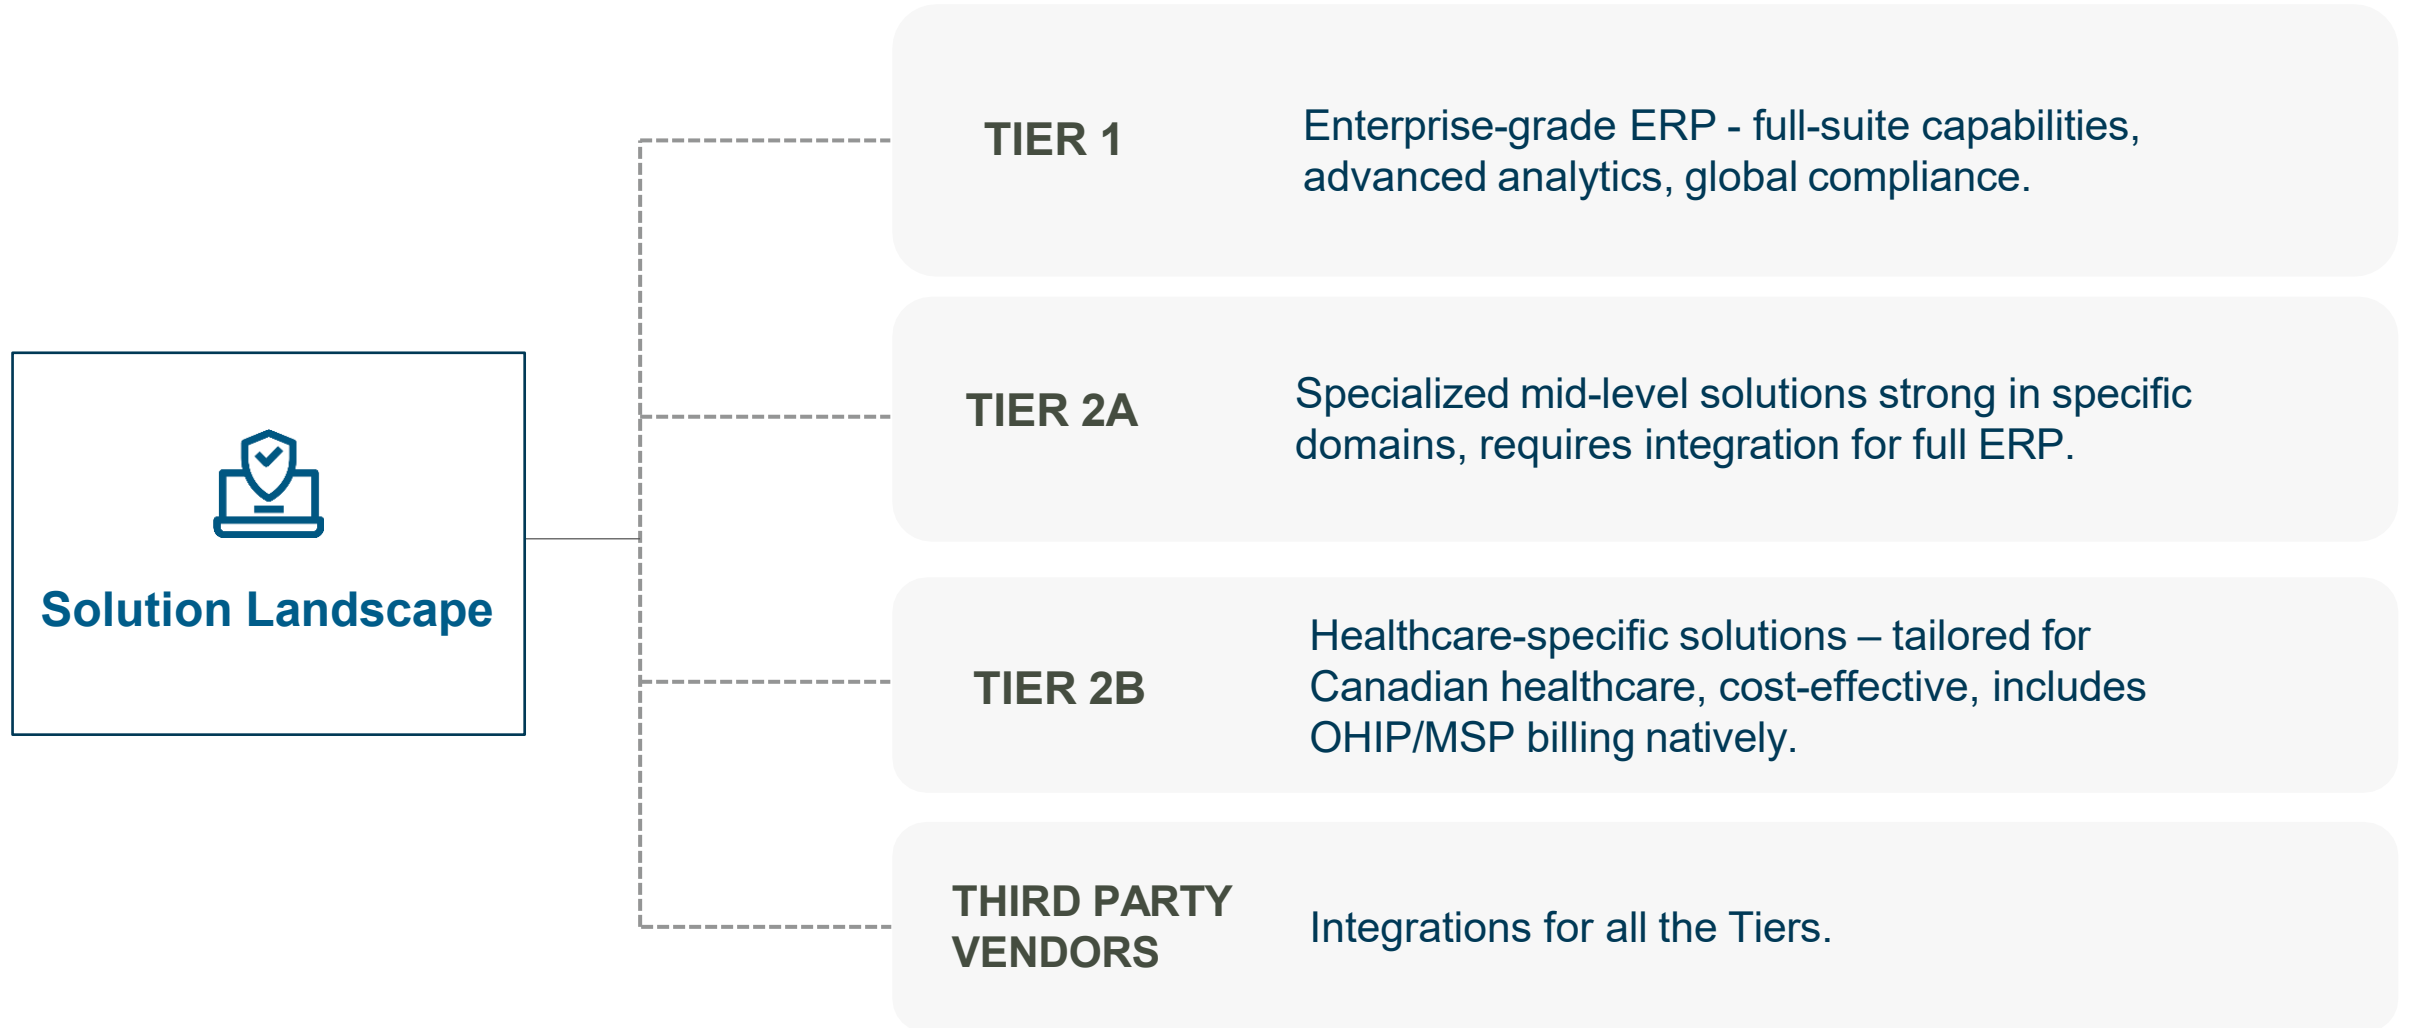 Solution Landscape
TIER 1
Enterprise-grade ERP - full-suite capabilities,
advanced analytics, global compliance.
TIER 2A
Specialized mid-level solutions strong in specific
domains, requires integration for full ERP.
TIER 2B
Healthcare-specific solutions – tailored for
Canadian healthcare, cost-effective, includes
OHIP/MSP billing natively.
THIRD PARTY
VENDORS
Integrations for all the Tiers.